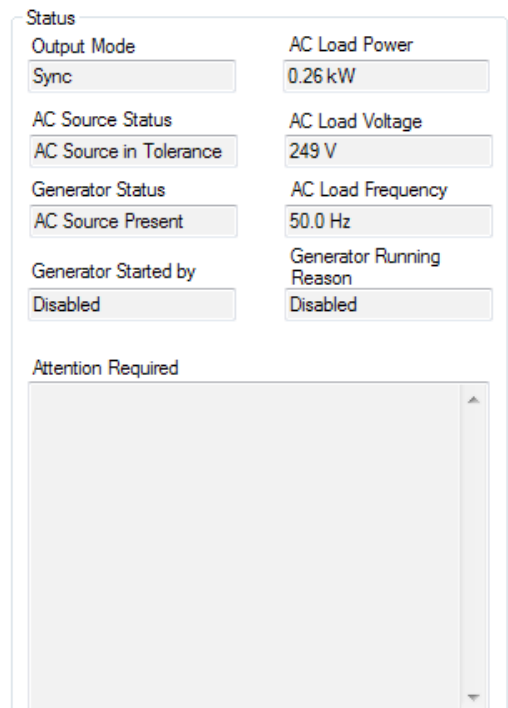 Status
Output Mode
AC Load Power
Sync
0.26 kW
AC Source Status
AC Load Voltage
AC Source in Tolerance
249 V
Generator Status
AC Load Frequency
AC Source Present
50.0 Hz
Generator Started by
Generator Running
Reason
Disabled
Disabled
Attention Required